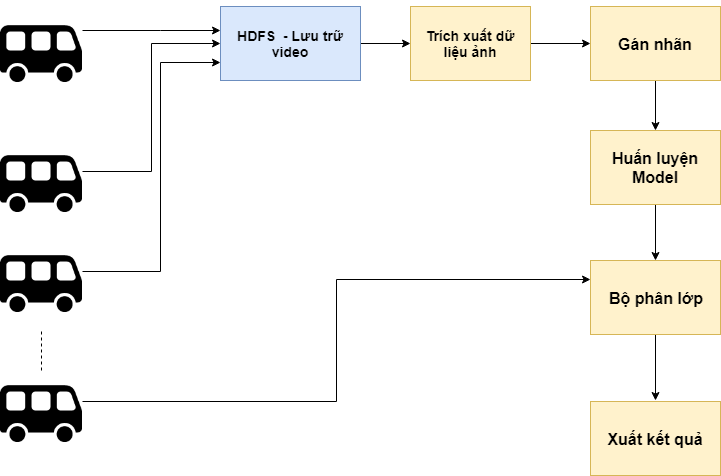 HDFS - Lưu trữ
video
Trích xuất dữ
liệu ảnh
Gán nhãn
Huấn luyện
Model
Bộ phân lớp
Xuất kết quả